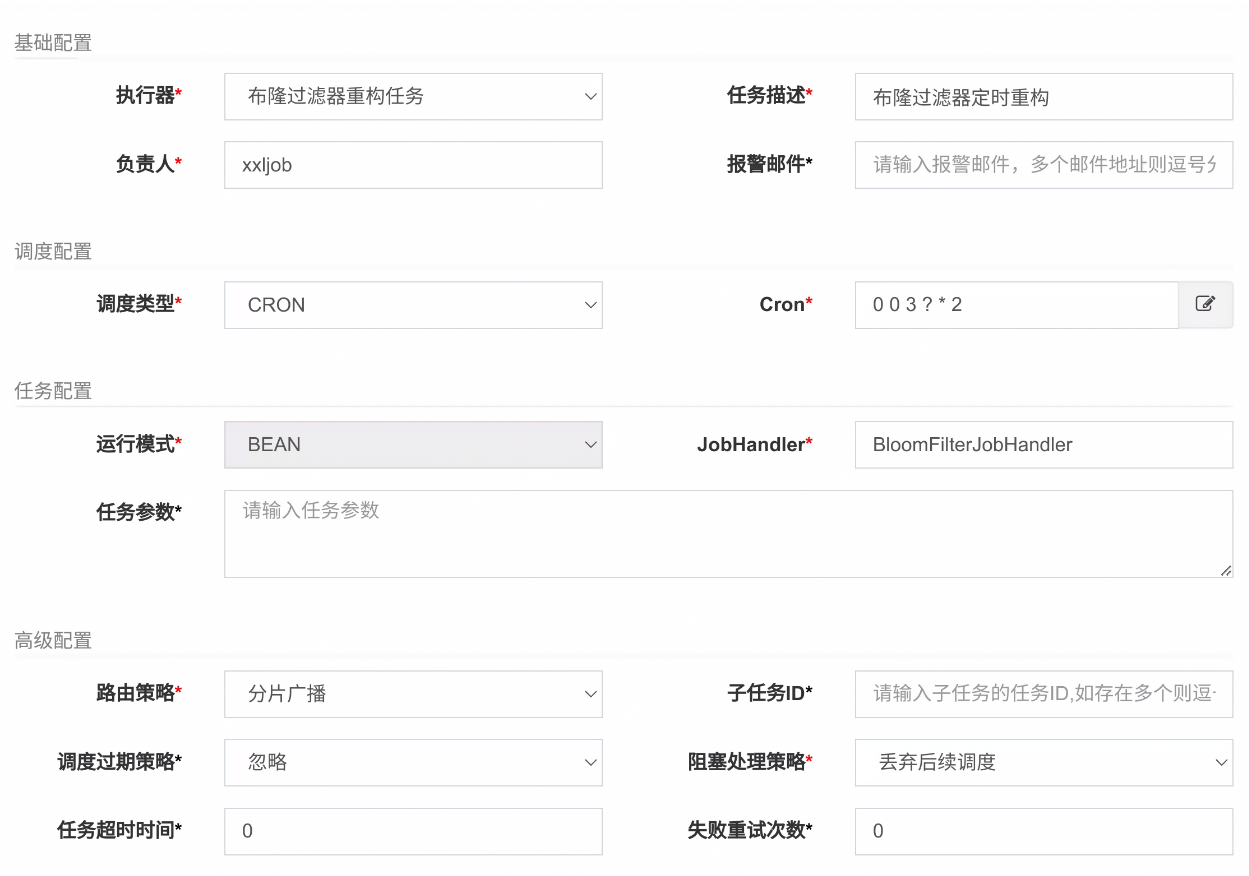 基础配置
执行器* 布隆过滤器重构任务 任务描述* 布隆过滤器定时重构
负责人* xxljob 报警邮件* 请输入报警邮件，多个邮件地址则逗号分
调度配置
调度类型* CRON Cron* 0 0 3 ? * 2
任务配置
运行模式* BEAN JobHandler* BloomFilterJobHandler
任务参数* 请输入任务参数
高级配置
路由策略* 分片广播 子任务ID* 请输入子任务的任务ID,如存在多个则逗
调度过期策略* 忽略 阻塞处理策略* 丢弃后续调度
任务超时时间* 0 失败重试次数* 0